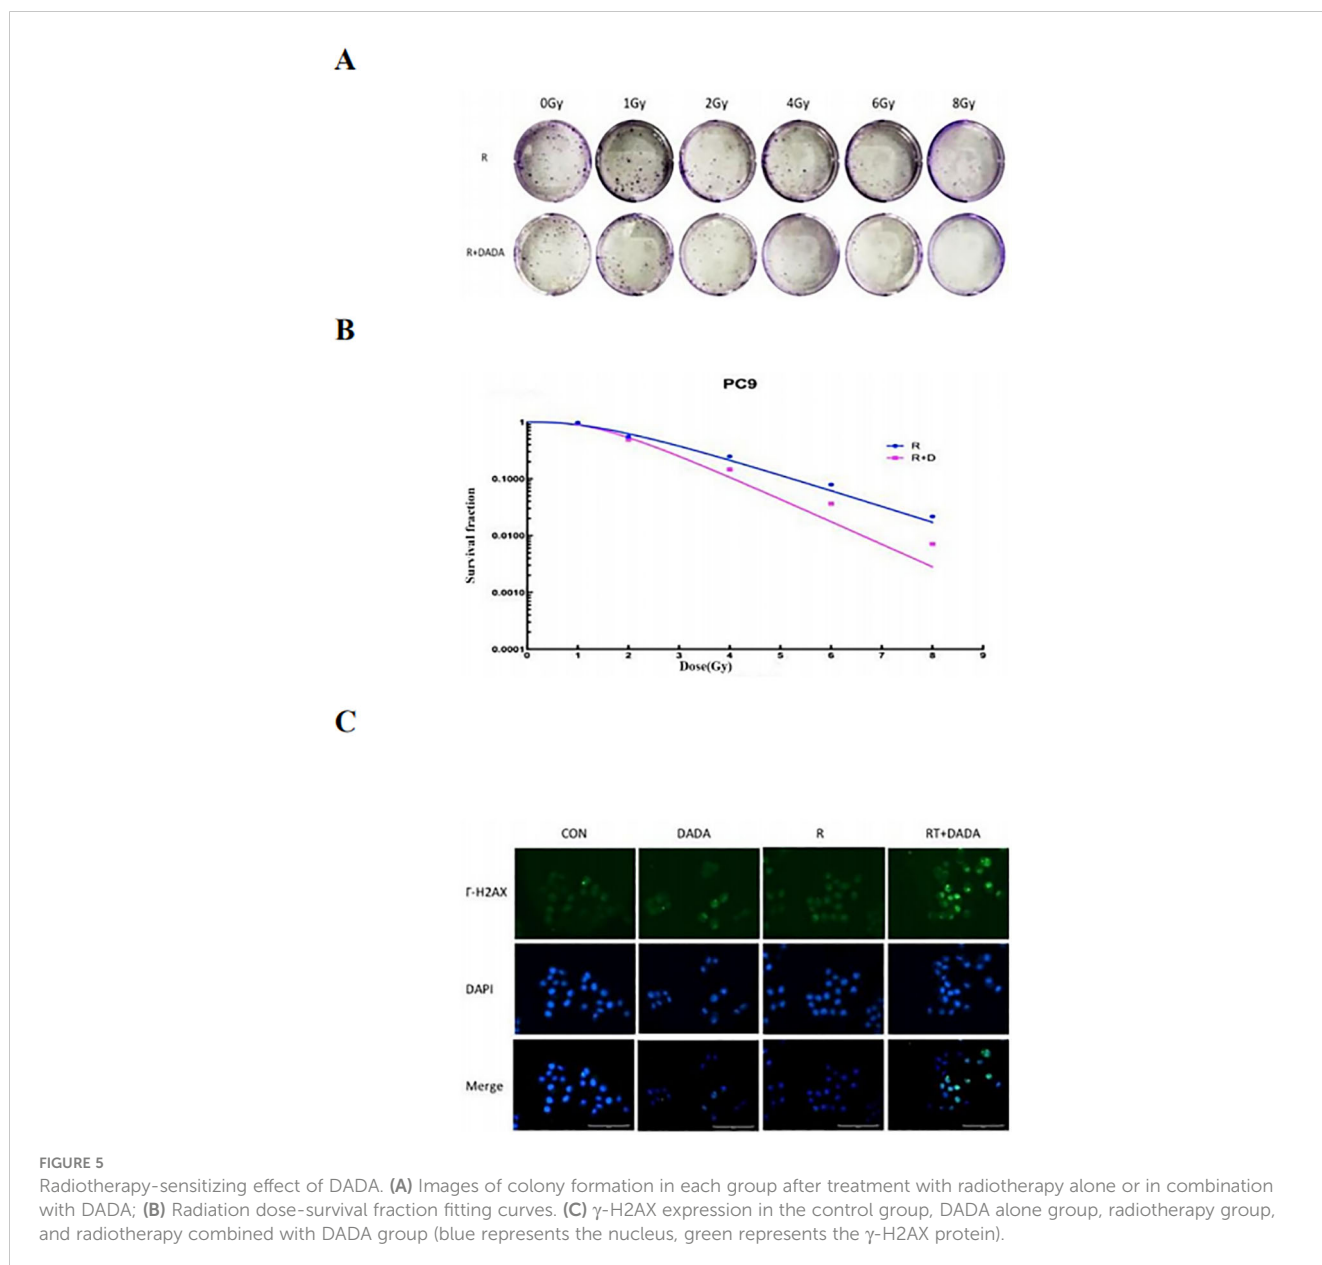 A
0Gy 1Gy 2Gy 4Gy 6Gy 8Gy
R
R+DADA
B
PC9
1
0.1000
0.0100
0.0010
0.0001
Survival fraction
R
R+D
0 1 2 3 4 5 6 7 8 9
Dose(Gy)
C
CON DADA R RT+DADA
Γ-H2AX
DAPI
Merge
FIGURE 5
Radiotherapy-sensitizing effect of DADA. (A) Images of colony formation in each group after treatment with radiotherapy alone or in combination
with DADA; (B) Radiation dose-survival fraction fitting curves. (C) γ-H2AX expression in the control group, DADA alone group, radiotherapy group,
and radiotherapy combined with DADA group (blue represents the nucleus, green represents the γ-H2AX protein).